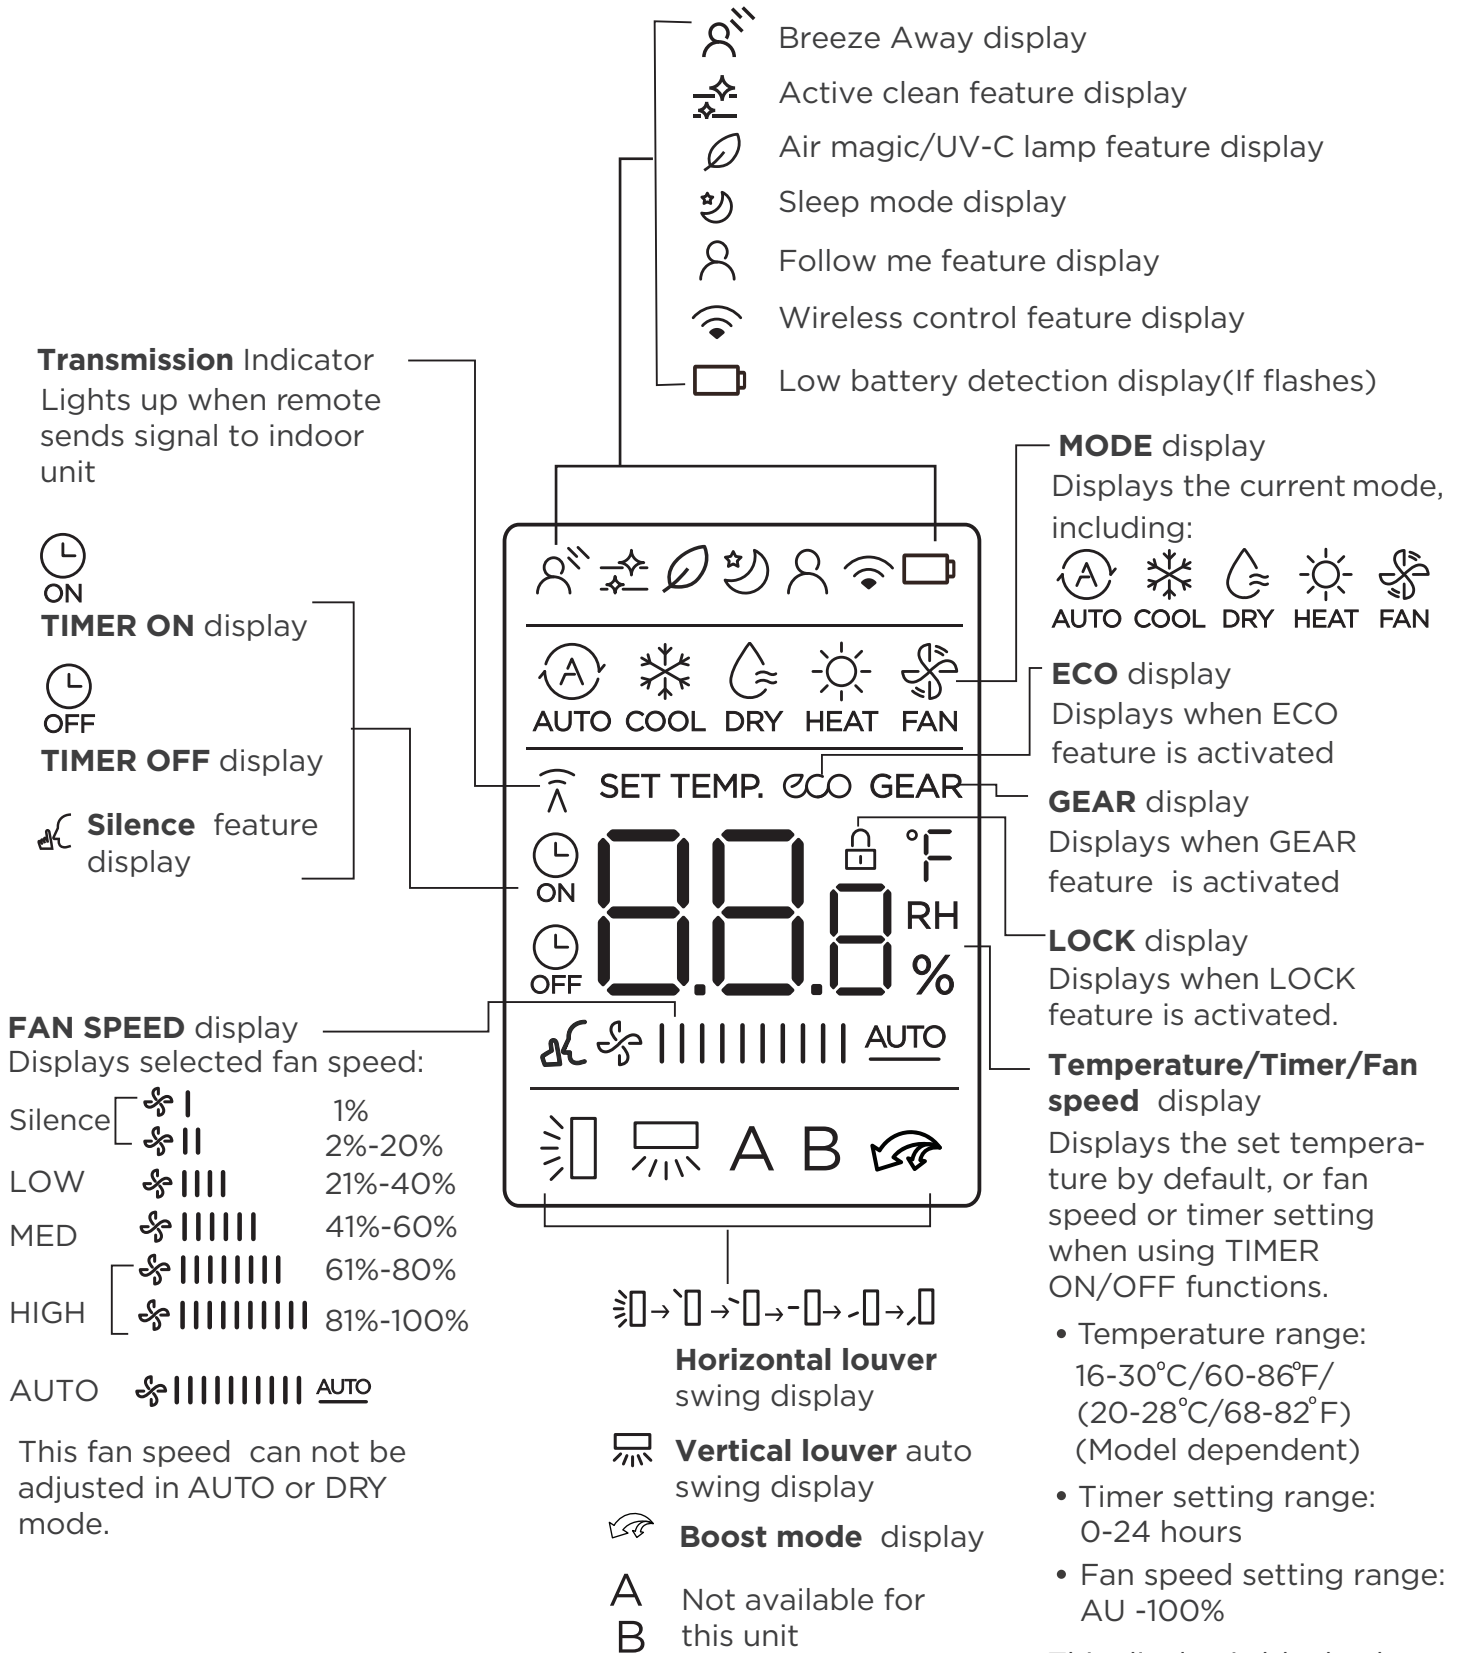 Breeze Away display
Active clean feature display
Air magic/UV-C lamp feature display
Sleep mode display
Follow me feature display
Wireless control feature display
Low battery detection display(If flashes)
Transmission Indicator
Lights up when remote
sends signal to indoor
unit
ON
TIMER ON display
OFF
TIMER OFF display
Silence feature
display
MODE display
Displays the current mode,
including:
A
AUTO COOL DRY HEAT FAN
ECO display
Displays when ECO
feature is activated
GEAR display
Displays when GEAR
feature is activated
LOCK display
Displays when LOCK
feature is activated.
Temperature/Timer/Fan
speed display
Displays the set tempera-
ture by default, or fan
speed or timer setting
when using TIMER
ON/OFF functions.
• Temperature range:
16-30°C/60-86°F/
(20-28°C/68-82°F)
(Model dependent)
• Timer setting range:
0-24 hours
• Fan speed setting range:
AU -100%
A
AUTO COOL DRY HEAT FAN
SET TEMP. eco GEAR
ON
OFF
8.8.8
°F
RH
%
AUTO
A B
FAN SPEED display
Displays selected fan speed:
Silence 1%
2%-20%
LOW 21%-40%
MED 41%-60%
61%-80%
HIGH 81%-100%
AUTO AUTO
This fan speed can not be
adjusted in AUTO or DRY
mode.
Horizontal louver
swing display
Vertical louver auto
swing display
Boost mode display
A
B
Not available for
this unit